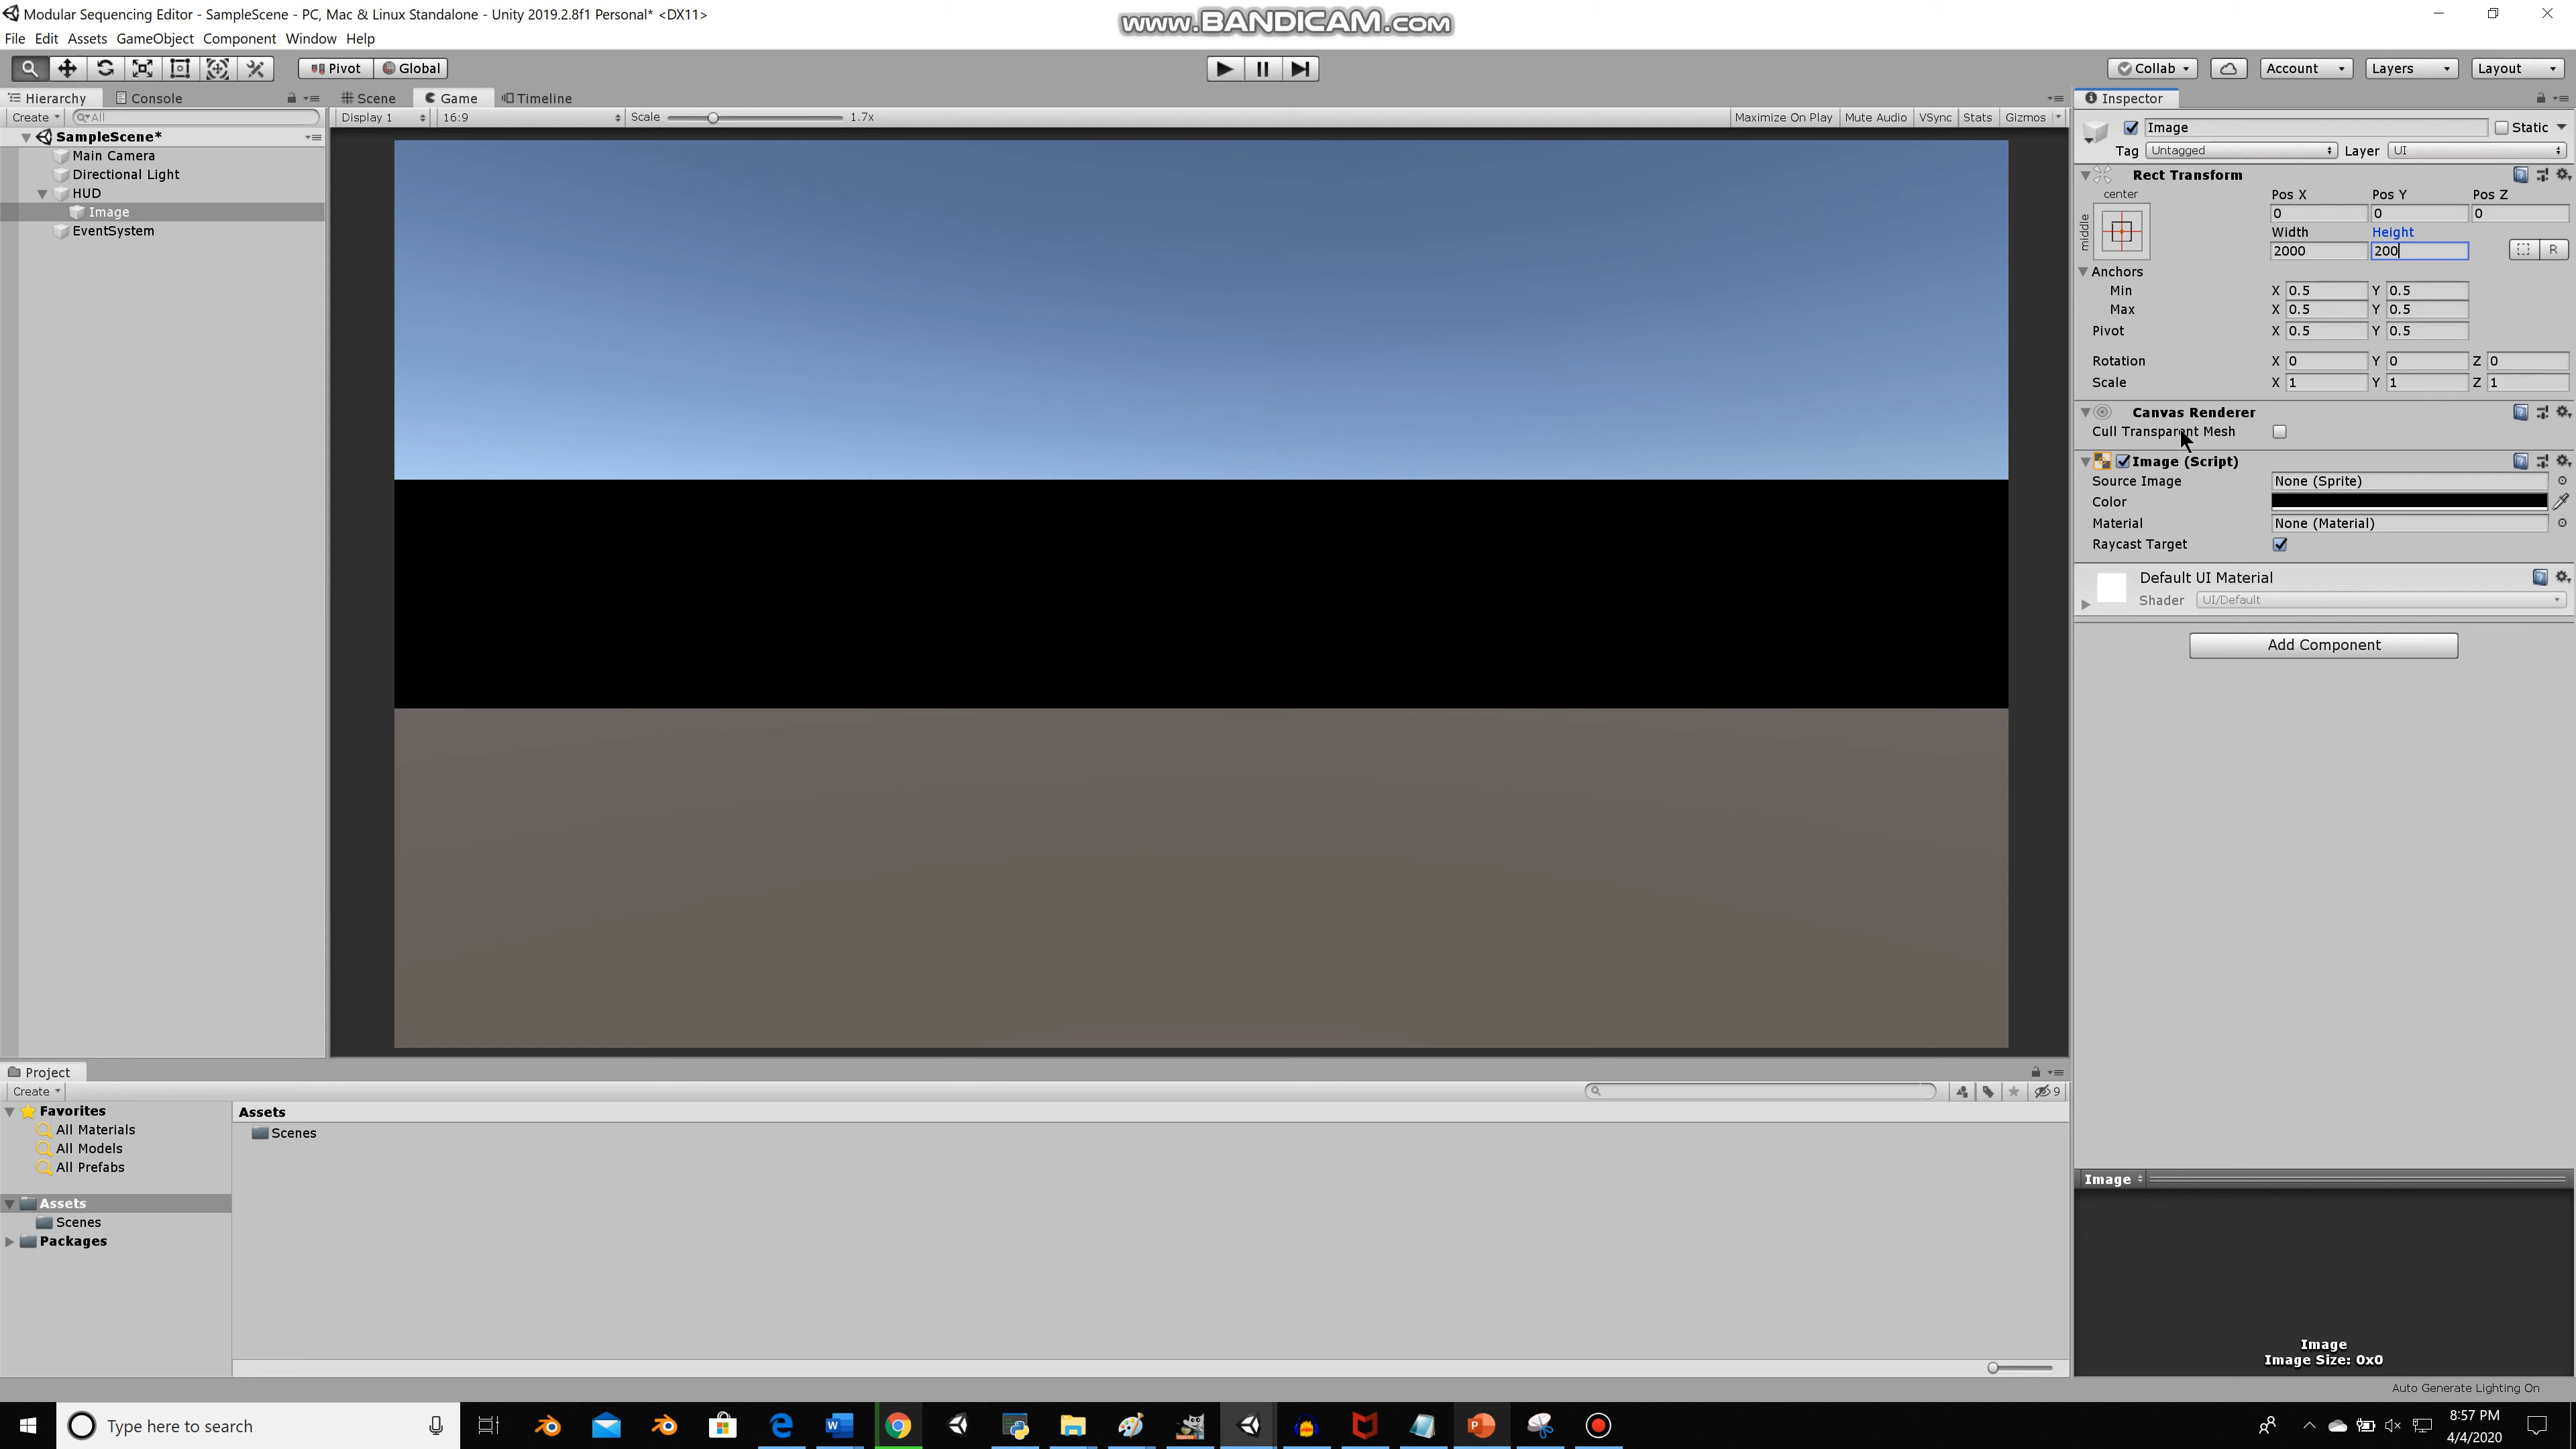 Modular Sequencing Editor - SampleScene - PC, Mac & Linux Standalone - Unity 2019.2.8f1 Personal* <DX11>
www.BANDICAM.com
File Edit Assets GameObject Component Window Help
Pivot Global
Collab Account Layers Layout
Hierarchy Console
Scene Game Timeline
Inspector
Create All
Display 1 16:9 Scale 1.7x
Maximize On Play Mute Audio VSync Stats Gizmos
SampleScene*
Main Camera
Directional Light
HUD
Image
EventSystem
Image Static
Tag Untagged Layer UI
Rect Transform
center
middle
Pos X Pos Y Pos Z
0 0 0
Width Height
2000 200
R
Anchors
Min X 0.5 Y 0.5
Max X 0.5 Y 0.5
Pivot X 0.5 Y 0.5
Rotation X 0 Y 0 Z 0
Scale X 1 Y 1 Z 1
Canvas Renderer
Cull Transparent Mesh
Image (Script)
Source Image None (Sprite)
Color
Material None (Material)
Raycast Target
Default UI Material
Shader UI/Default
Add Component
Project
Create
9
Favorites
All Materials
All Models
All Prefabs
Assets
Scenes
Packages
Assets
Scenes
Image
Image
Image Size: 0x0
Auto Generate Lighting On
Type here to search
8:57 PM
4/4/2020